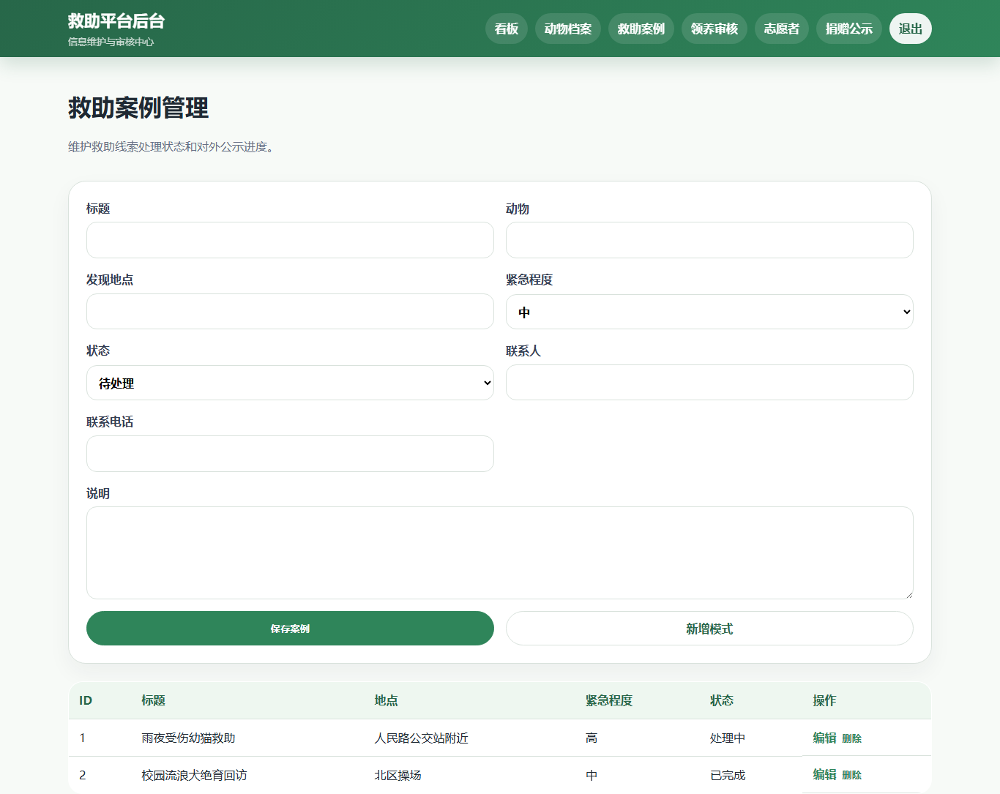 救助平台后台
信息维护与审核中心
看板 动物档案 救助案例 领养审核 志愿者 捐赠公示 退出
救助案例管理
维护救助线索处理状态和对外公示进度。
标题 动物
发现地点 紧急程度
中
状态 联系人
待处理
联系电话
说明
保存案例 新增模式
ID 标题 地点 紧急程度 状态 操作
1 雨夜受伤幼猫救助 人民路公交站附近 高 处理中 编辑 删除
2 校园流浪犬绝育回访 北区操场 中 已完成 编辑 删除